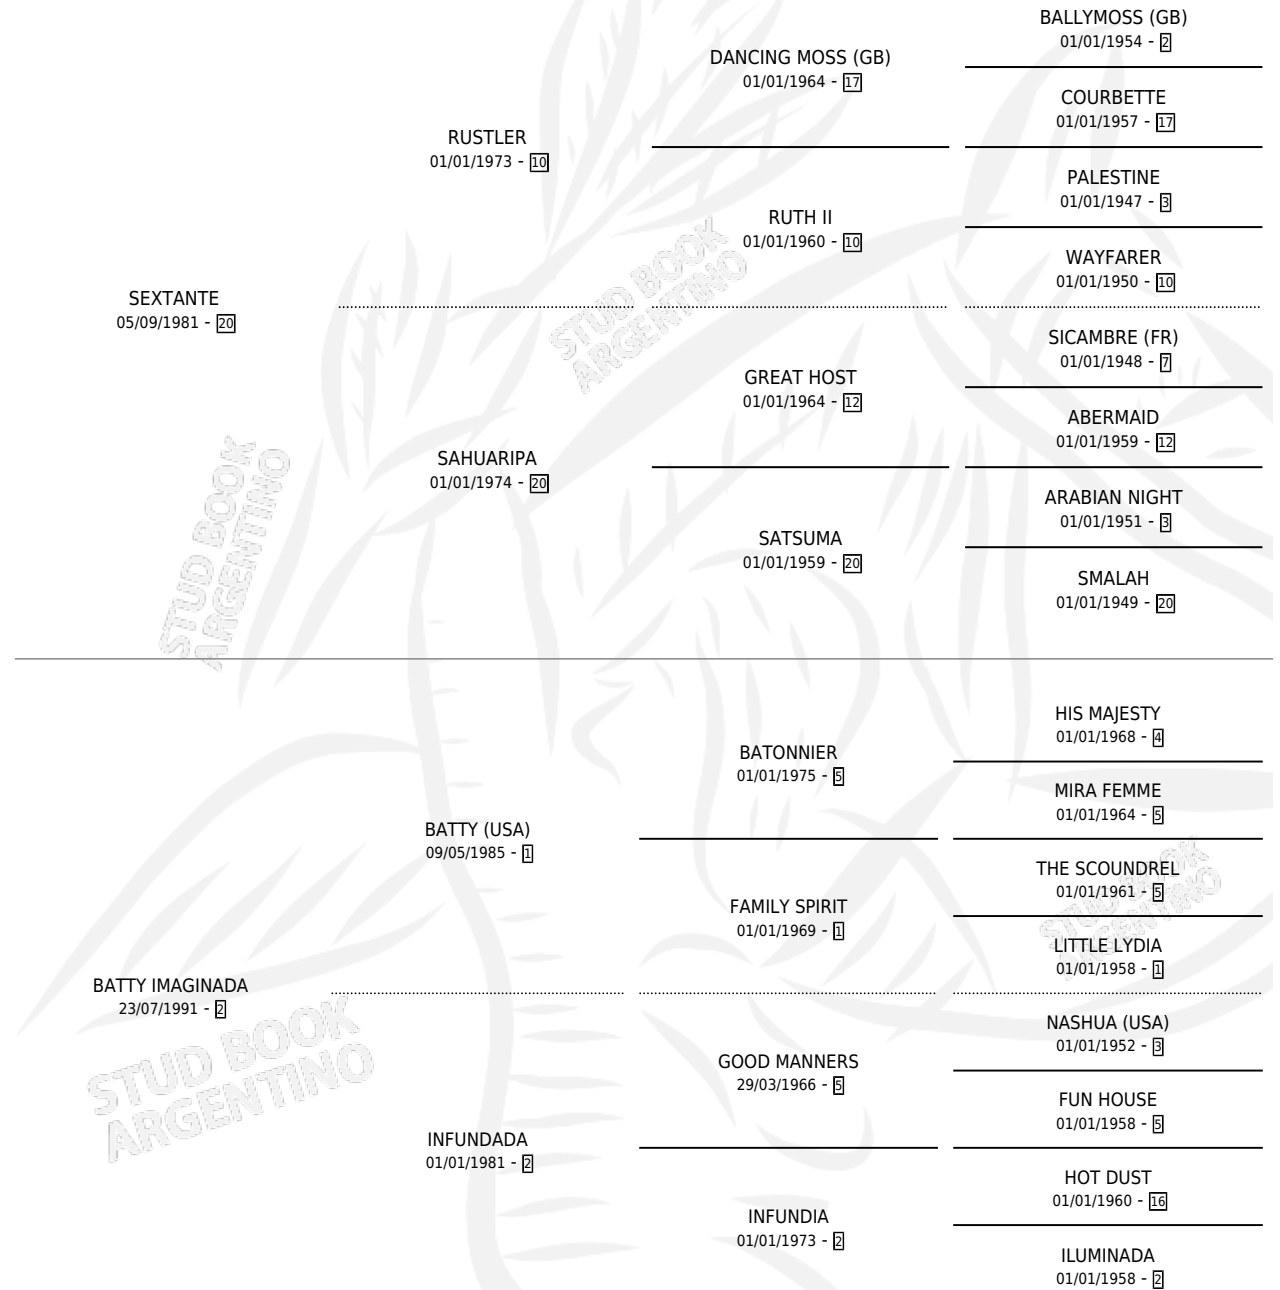 BALLYMOSS (GB)
01/01/1954 - 2
DANCING MOSS (GB)
01/01/1964 - 17
COURBETTE
01/01/1957 - 17
RUSTLER
01/01/1973 - 10
PALESTINE
01/01/1947 - 3
RUTH II
01/01/1960 - 10
WAYFARER
01/01/1950 - 10
SEXTANTE
05/09/1981 - 20
SICAMBRE (FR)
01/01/1948 - 7
GREAT HOST
01/01/1964 - 12
ABERMAID
01/01/1959 - 12
SAHUARIPA
01/01/1974 - 20
ARABIAN NIGHT
01/01/1951 - 3
SATSUMA
01/01/1959 - 20
SMALAH
01/01/1949 - 20
STUD BOOK
ARGENTINO
STUD BOOK
ARGENTINO
HIS MAJESTY
01/01/1968 - 4
BATONNIER
01/01/1975 - 5
MIRA FEMME
01/01/1964 - 5
BATTY (USA)
09/05/1985 - 1
THE SCOUNDREL
01/01/1961 - 5
FAMILY SPIRIT
01/01/1969 - 1
LITTLE LYDIA
01/01/1958 - 1
STUD BOOK
ARGENTINO
BATTY IMAGINADA
23/07/1991 - 2
NASHUA (USA)
01/01/1952 - 3
GOOD MANNERS
29/03/1966 - 5
FUN HOUSE
01/01/1958 - 5
INFUNDADA
01/01/1981 - 2
HOT DUST
01/01/1960 - 16
INFUNDIA
01/01/1973 - 2
ILUMINADA
01/01/1958 - 2
STUD BOOK
ARGENTINO